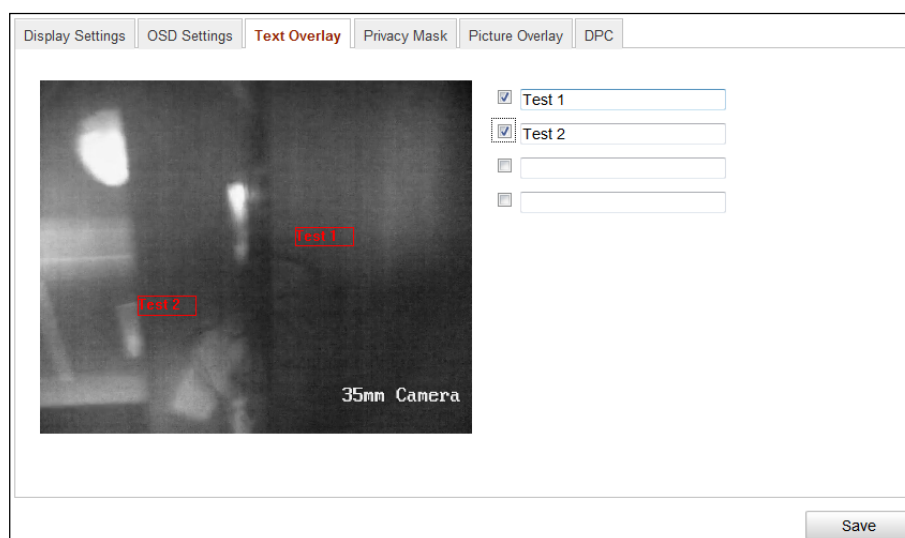 Display Settings OSD Settings Text Overlay Privacy Mask Picture Overlay DPC
Test 1
Test 2
Test 1
Test 2
35mm Camera
Save